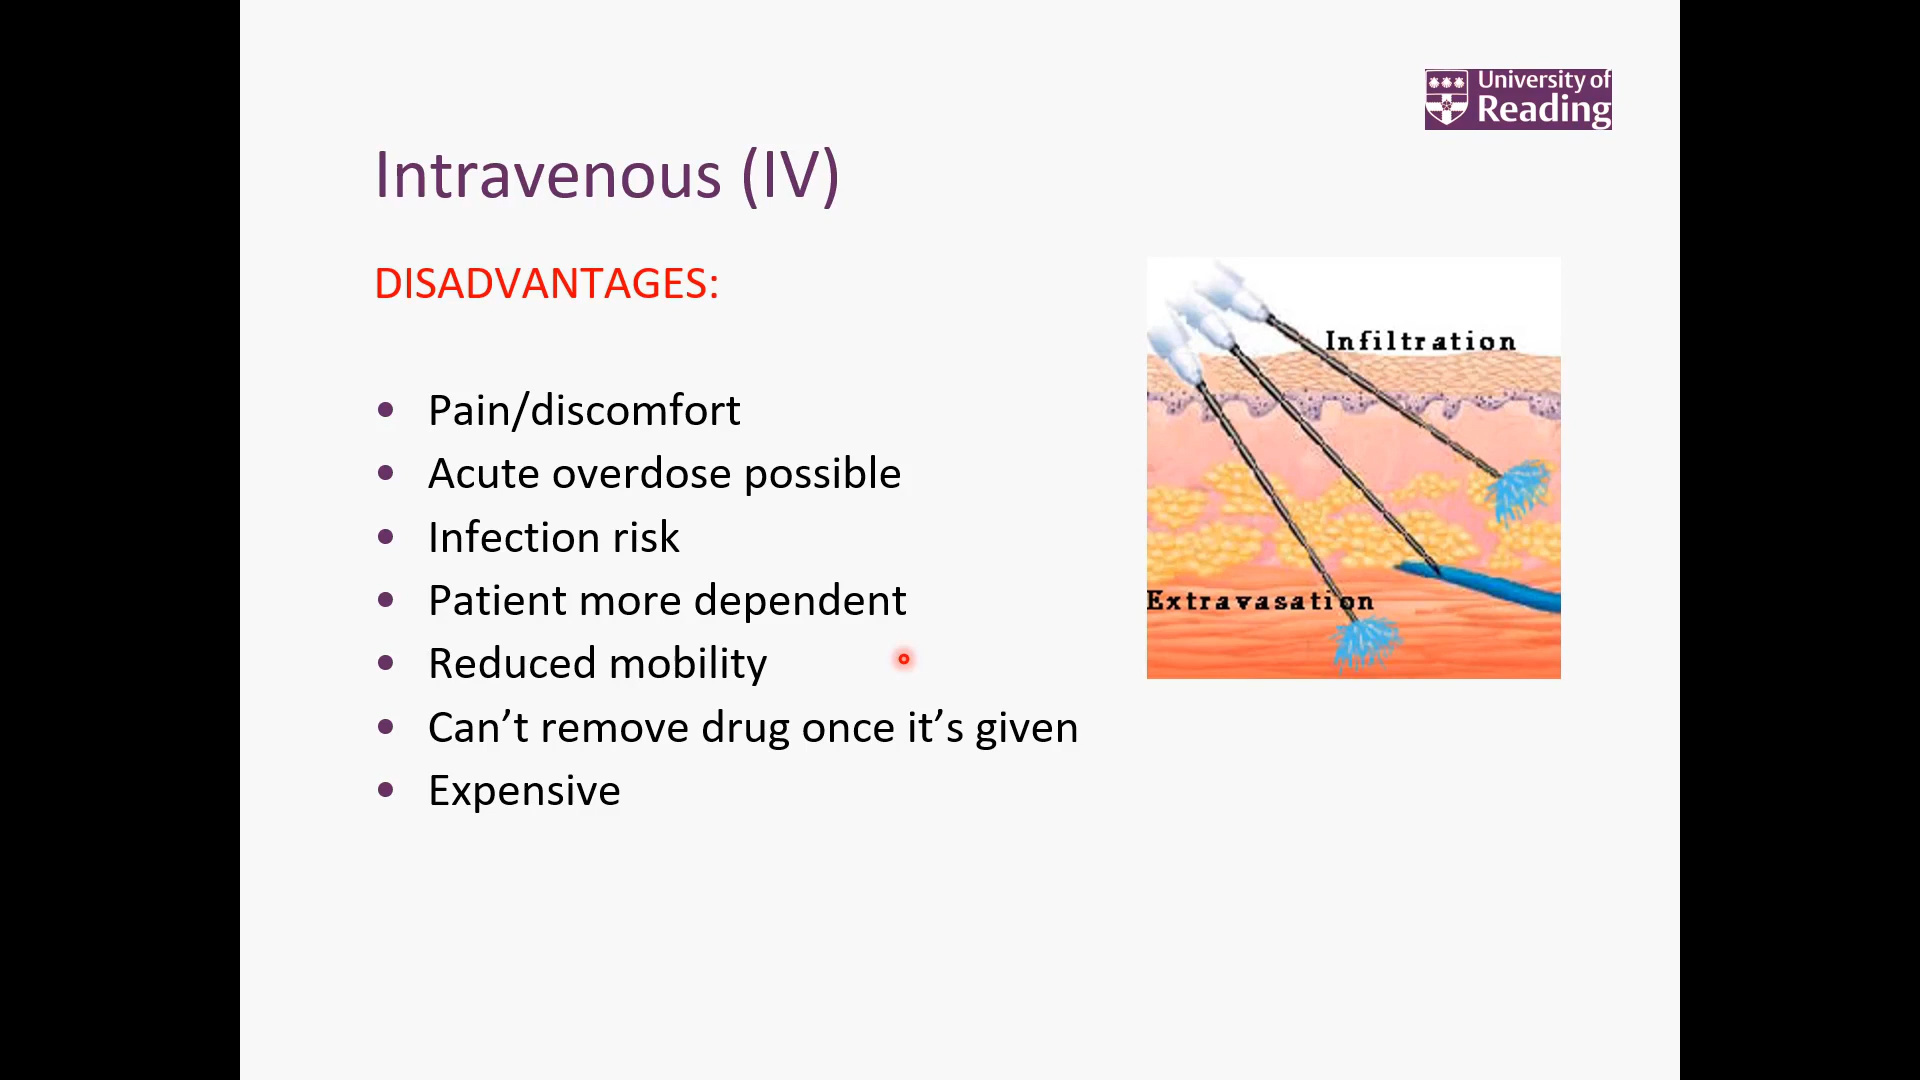 University of
Reading
Intravenous (IV)
DISADVANTAGES:
• Pain/discomfort
• Acute overdose possible
• Infection risk
• Patient more dependent
• Reduced mobility
• Can’t remove drug once it’s given
• Expensive
Infiltration
Extravasation